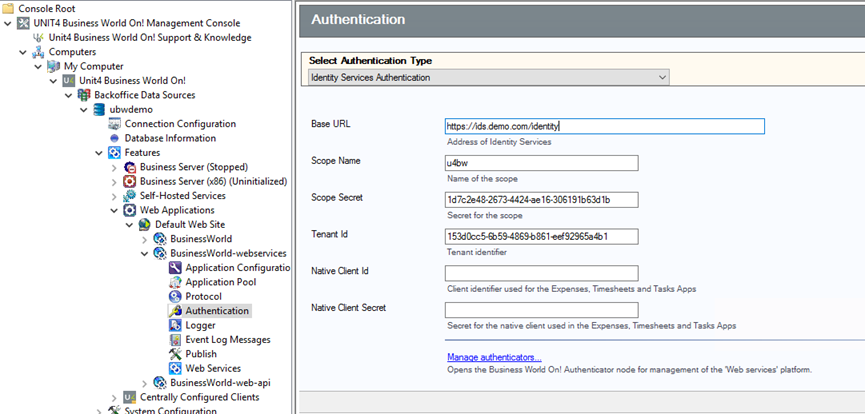 Console Root
UNIT4 Business World On! Management Console
Unit4 Business World On! Support & Knowledge
Computers
My Computer
Unit4 Business World On!
Backoffice Data Sources
ubwdemo
Connection Configuration
Database Information
Features
Business Server (Stopped)
Business Server (x86) (Uninitialized)
Self-Hosted Services
Web Applications
Default Web Site
BusinessWorld
BusinessWorld-webservices
Application Configuratio
Application Pool
Protocol
Authentication
Logger
Event Log Messages
Publish
Web Services
BusinessWorld-web-api
Centrally Configured Clients
System Configuration
Authentication
Select Authentication Type
Identity Services Authentication
Base URL
https://ids.demo.com/identity
Address of Identity Services
Scope Name
u4bw
Name of the scope
Scope Secret
1d7c2e48-2673-4424-ae16-306191b63d1b
Secret for the scope
Tenant Id
153d0cc5-6b59-4869-b861-eef92965a4b1
Tenant identifier
Native Client Id
Client identifier used for the Expenses, Timesheets and Tasks Apps
Native Client Secret
Secret for the native client used in the Expenses, Timesheets and Tasks Apps
Manage authenticators...
Opens the Business World On! Authenticator node for management of the 'Web services' platform.